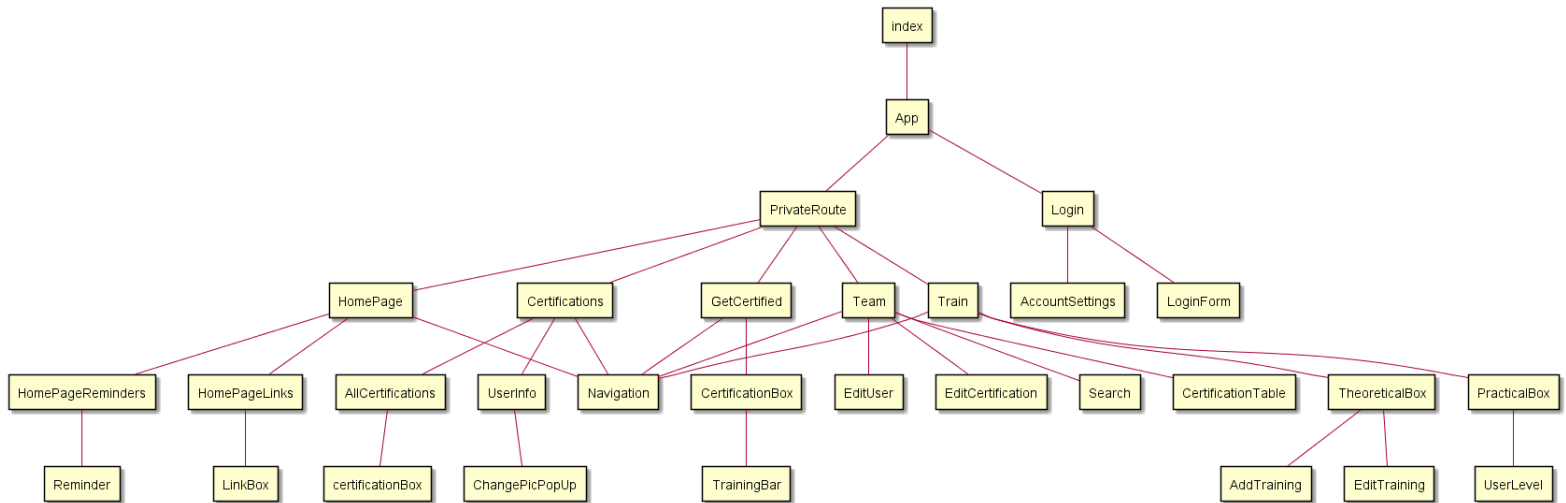 index
App
PrivateRoute
Login
HomePage
Certifications
GetCertified
Team
Train
AccountSettings
LoginForm
HomePageReminders
HomePageLinks
AllCertifications
UserInfo
Navigation
CertificationBox
EditUser
EditCertification
Search
CertificationTable
TheoreticalBox
PracticalBox
Reminder
LinkBox
certificationBox
ChangePicPopUp
TrainingBar
AddTraining
EditTraining
UserLevel